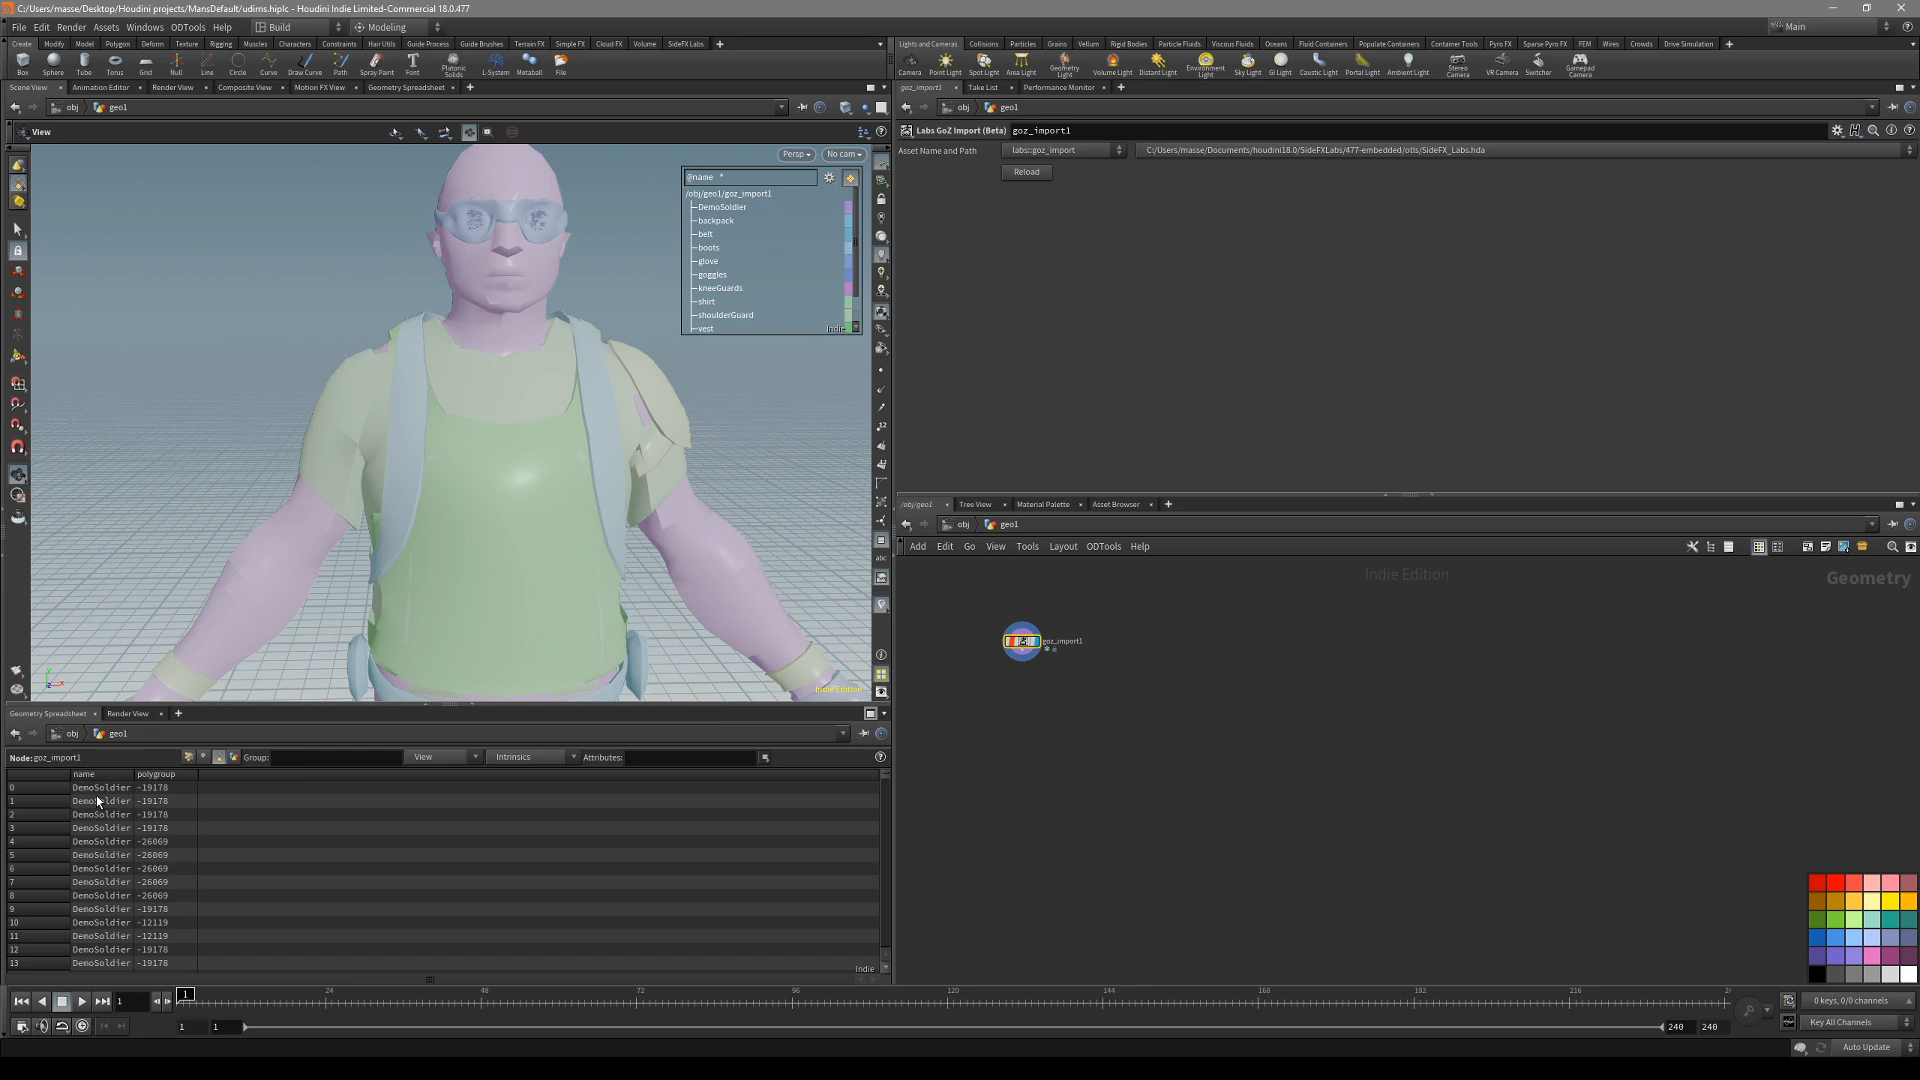 C:/Users/masse/Desktop/Houdini projects/MansDefault/udims.hiplc - Houdini Indie Limited-Commercial 18.0.477
File Edit Render Assets Windows ODTools Help Build Modeling Main
Create Modify Model Polygon Deform Texture Rigging Muscles Characters Constraints Hair Utils Guide Process Guide Brushes Terrain FX Simple FX Cloud FX Volume SideFX Labs
Box Sphere Tube Torus Grid Null Line Circle Curve Draw Curve Path Spray Paint Font Platonic Solids L-System Metaball File
Lights and Cameras Collisions Particles Grains Vellum Rigid Bodies Particle Fluids Viscous Fluids Oceans Fluid Containers Populate Containers Container Tools Pyro FX Sparse Pyro FX FEM Wires Crowds Drive Simulation
Camera Point Light Spot Light Area Light Geometry Light Volume Light Distant Light Environment Light Sky Light GI Light Caustic Light Portal Light Ambient Light Stereo Camera VR Camera Switcher Gamepad Camera
Scene View Animation Editor Render View Composite View Motion FX View Geometry Spreadsheet
obj geo1
View
Persp No cam
@name *
/obj/geo1/goz_import1
DemoSoldier
backpack
belt
boots
glove
goggles
kneeGuards
shirt
shoulderGuard
vest
Indie
abc
Indie Edition
goz_import1 Take List Performance Monitor
obj geo1
Labs GoZ Import (Beta) goz_import1
Asset Name and Path labs::goz_import C:/Users/masse/Documents/houdini18.0/SideFXLabs/477-embedded/otls/SideFX_Labs.hda
Reload
/obj/geo1 Tree View Material Palette Asset Browser
obj geo1
Add Edit Go View Tools Layout ODTools Help
Indie Edition
Geometry
goz_import1
Geometry Spreadsheet Render View
obj geo1
Node: goz_import1 Group: View Intrinsics Attributes:
name polygroup
0 DemoSoldier -19178
1 DemoSoldier -19178
2 DemoSoldier -19178
3 DemoSoldier -19178
4 DemoSoldier -26069
5 DemoSoldier -26069
6 DemoSoldier -26069
7 DemoSoldier -26069
8 DemoSoldier -26069
9 DemoSoldier -19178
10 DemoSoldier -12119
11 DemoSoldier -12119
12 DemoSoldier -19178
13 DemoSoldier -19178
Indie
1 1 24 48 72 96 120 144 168 192 216
0 keys, 0/0 channels
1 1 240 240
Key All Channels
Auto Update